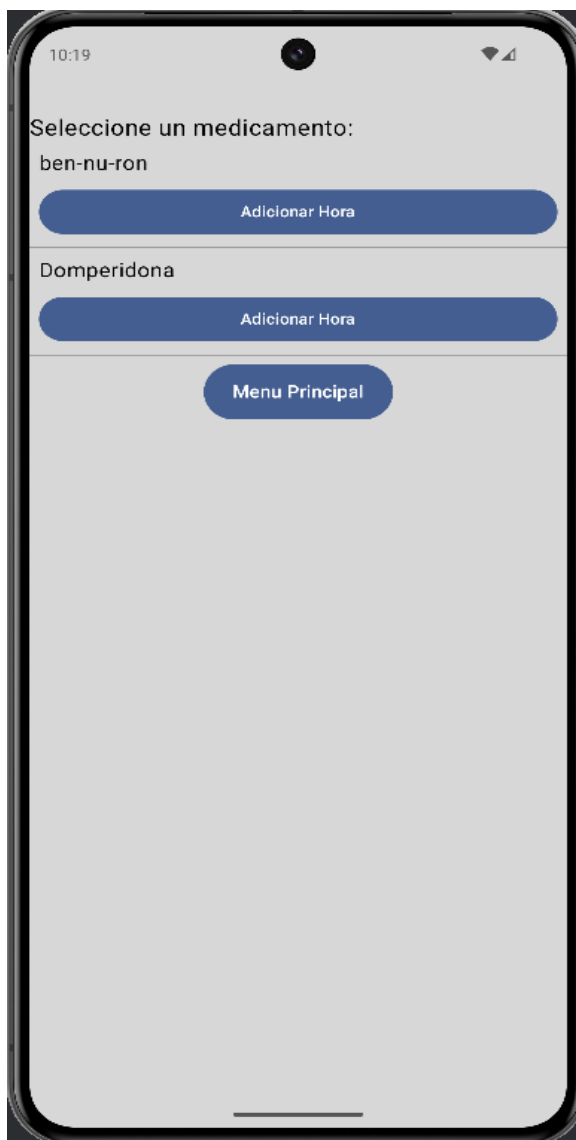 10:19
Seleccione un medicamento:
ben-nu-ron
Adicionar Hora
Domperidona
Adicionar Hora
Menu Principal